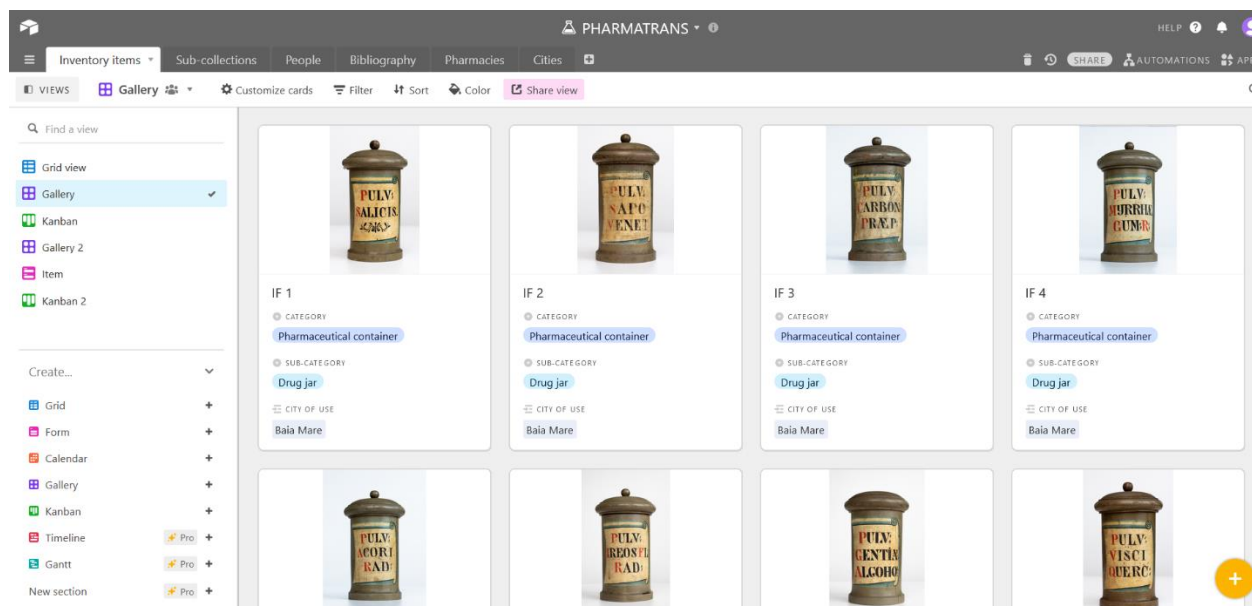 PHARMATRANS
HELP
Inventory items
Sub-collections
People
Bibliography
Pharmacies
Cities
SHARE
AUTOMATIONS
VIEWS
Gallery
Customize cards
Filter
Sort
Color
Share view
Find a view
Grid view
Gallery
Kanban
Gallery 2
Item
Kanban 2
Create...
Grid
Form
Calendar
Gallery
Kanban
Timeline Pro
Gantt Pro
New section Pro
PULV:
SALICIS.
IF 1
CATEGORY
Pharmaceutical container
SUB-CATEGORY
Drug jar
CITY OF USE
Baia Mare
PULV:
SAPO
VENET
IF 2
CATEGORY
Pharmaceutical container
SUB-CATEGORY
Drug jar
CITY OF USE
Baia Mare
PULV:
CARBON
PRÆP.
IF 3
CATEGORY
Pharmaceutical container
SUB-CATEGORY
Drug jar
CITY OF USE
Baia Mare
PULV:
GUM:R:
IF 4
CATEGORY
Pharmaceutical container
SUB-CATEGORY
Drug jar
CITY OF USE
Baia Mare
PULV:
ACORI
RAD:
PULV:
RAD:
PULV:
GENTIN
ALGOHO
PULV:
VISCI
QUERC: